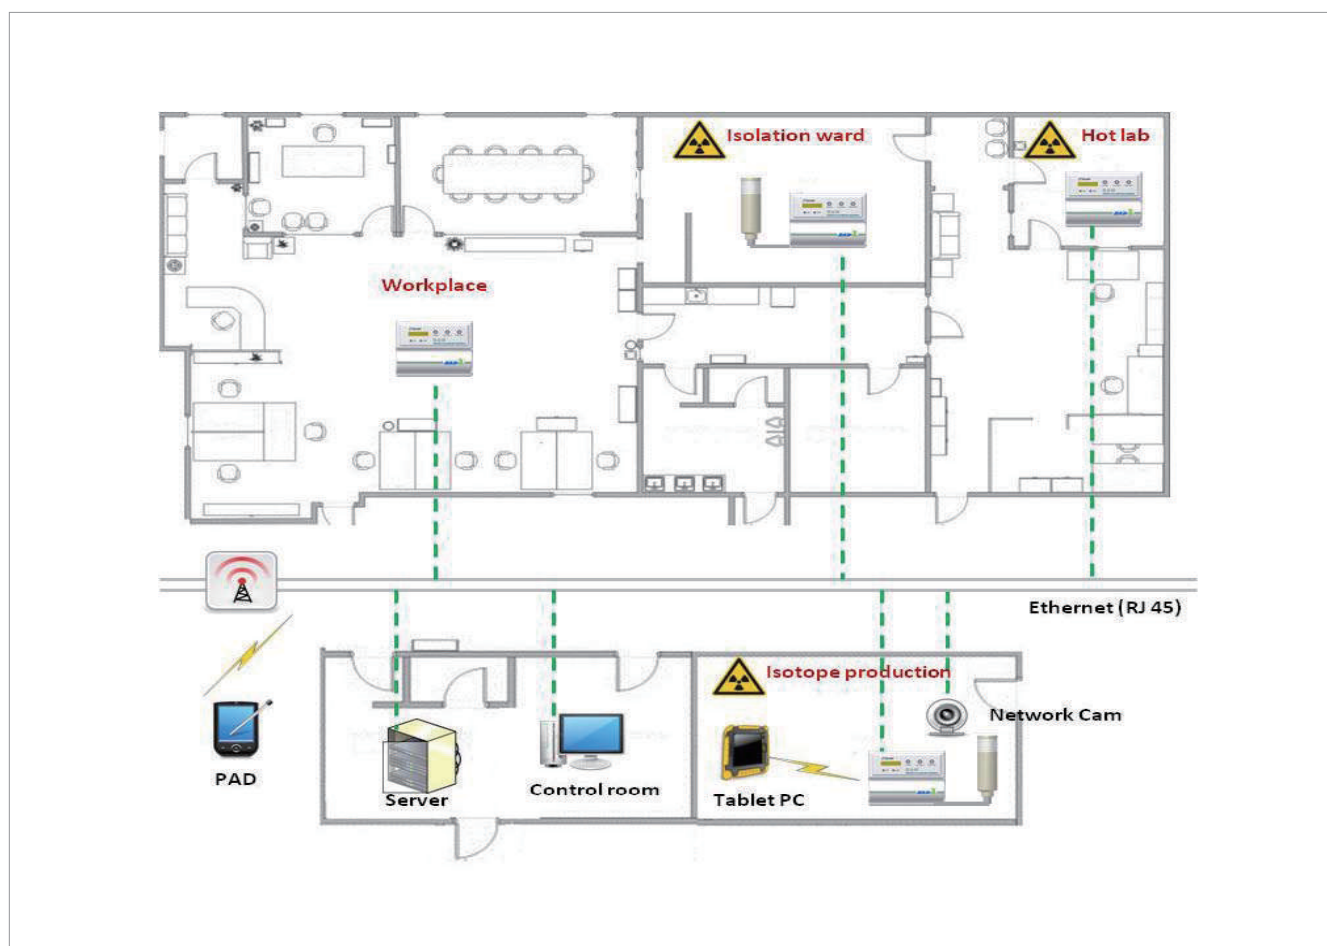 Isolation ward
Hot lab
Workplace
Ethernet (RJ 45)
Isotope production
Network Cam
PAD
Server
Control room
Tablet PC